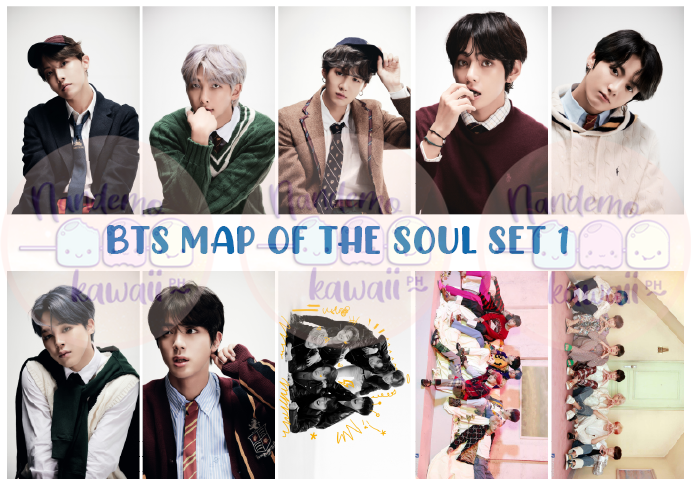 BTS MAP OF THE SOUL SET 1
Nandemo
kawaii PH
Nandemo
kawaii PH
Nandemo
kawaii PH